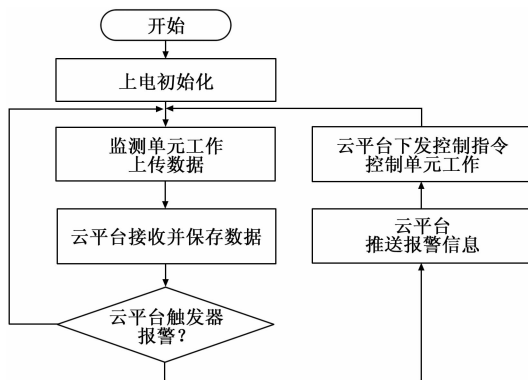 开始
上电初始化
监测单元工作
上传数据
云平台接收并保存数据
云平台触发器
报警?
云平台下发控制指令
控制单元工作
云平台
推送报警信息